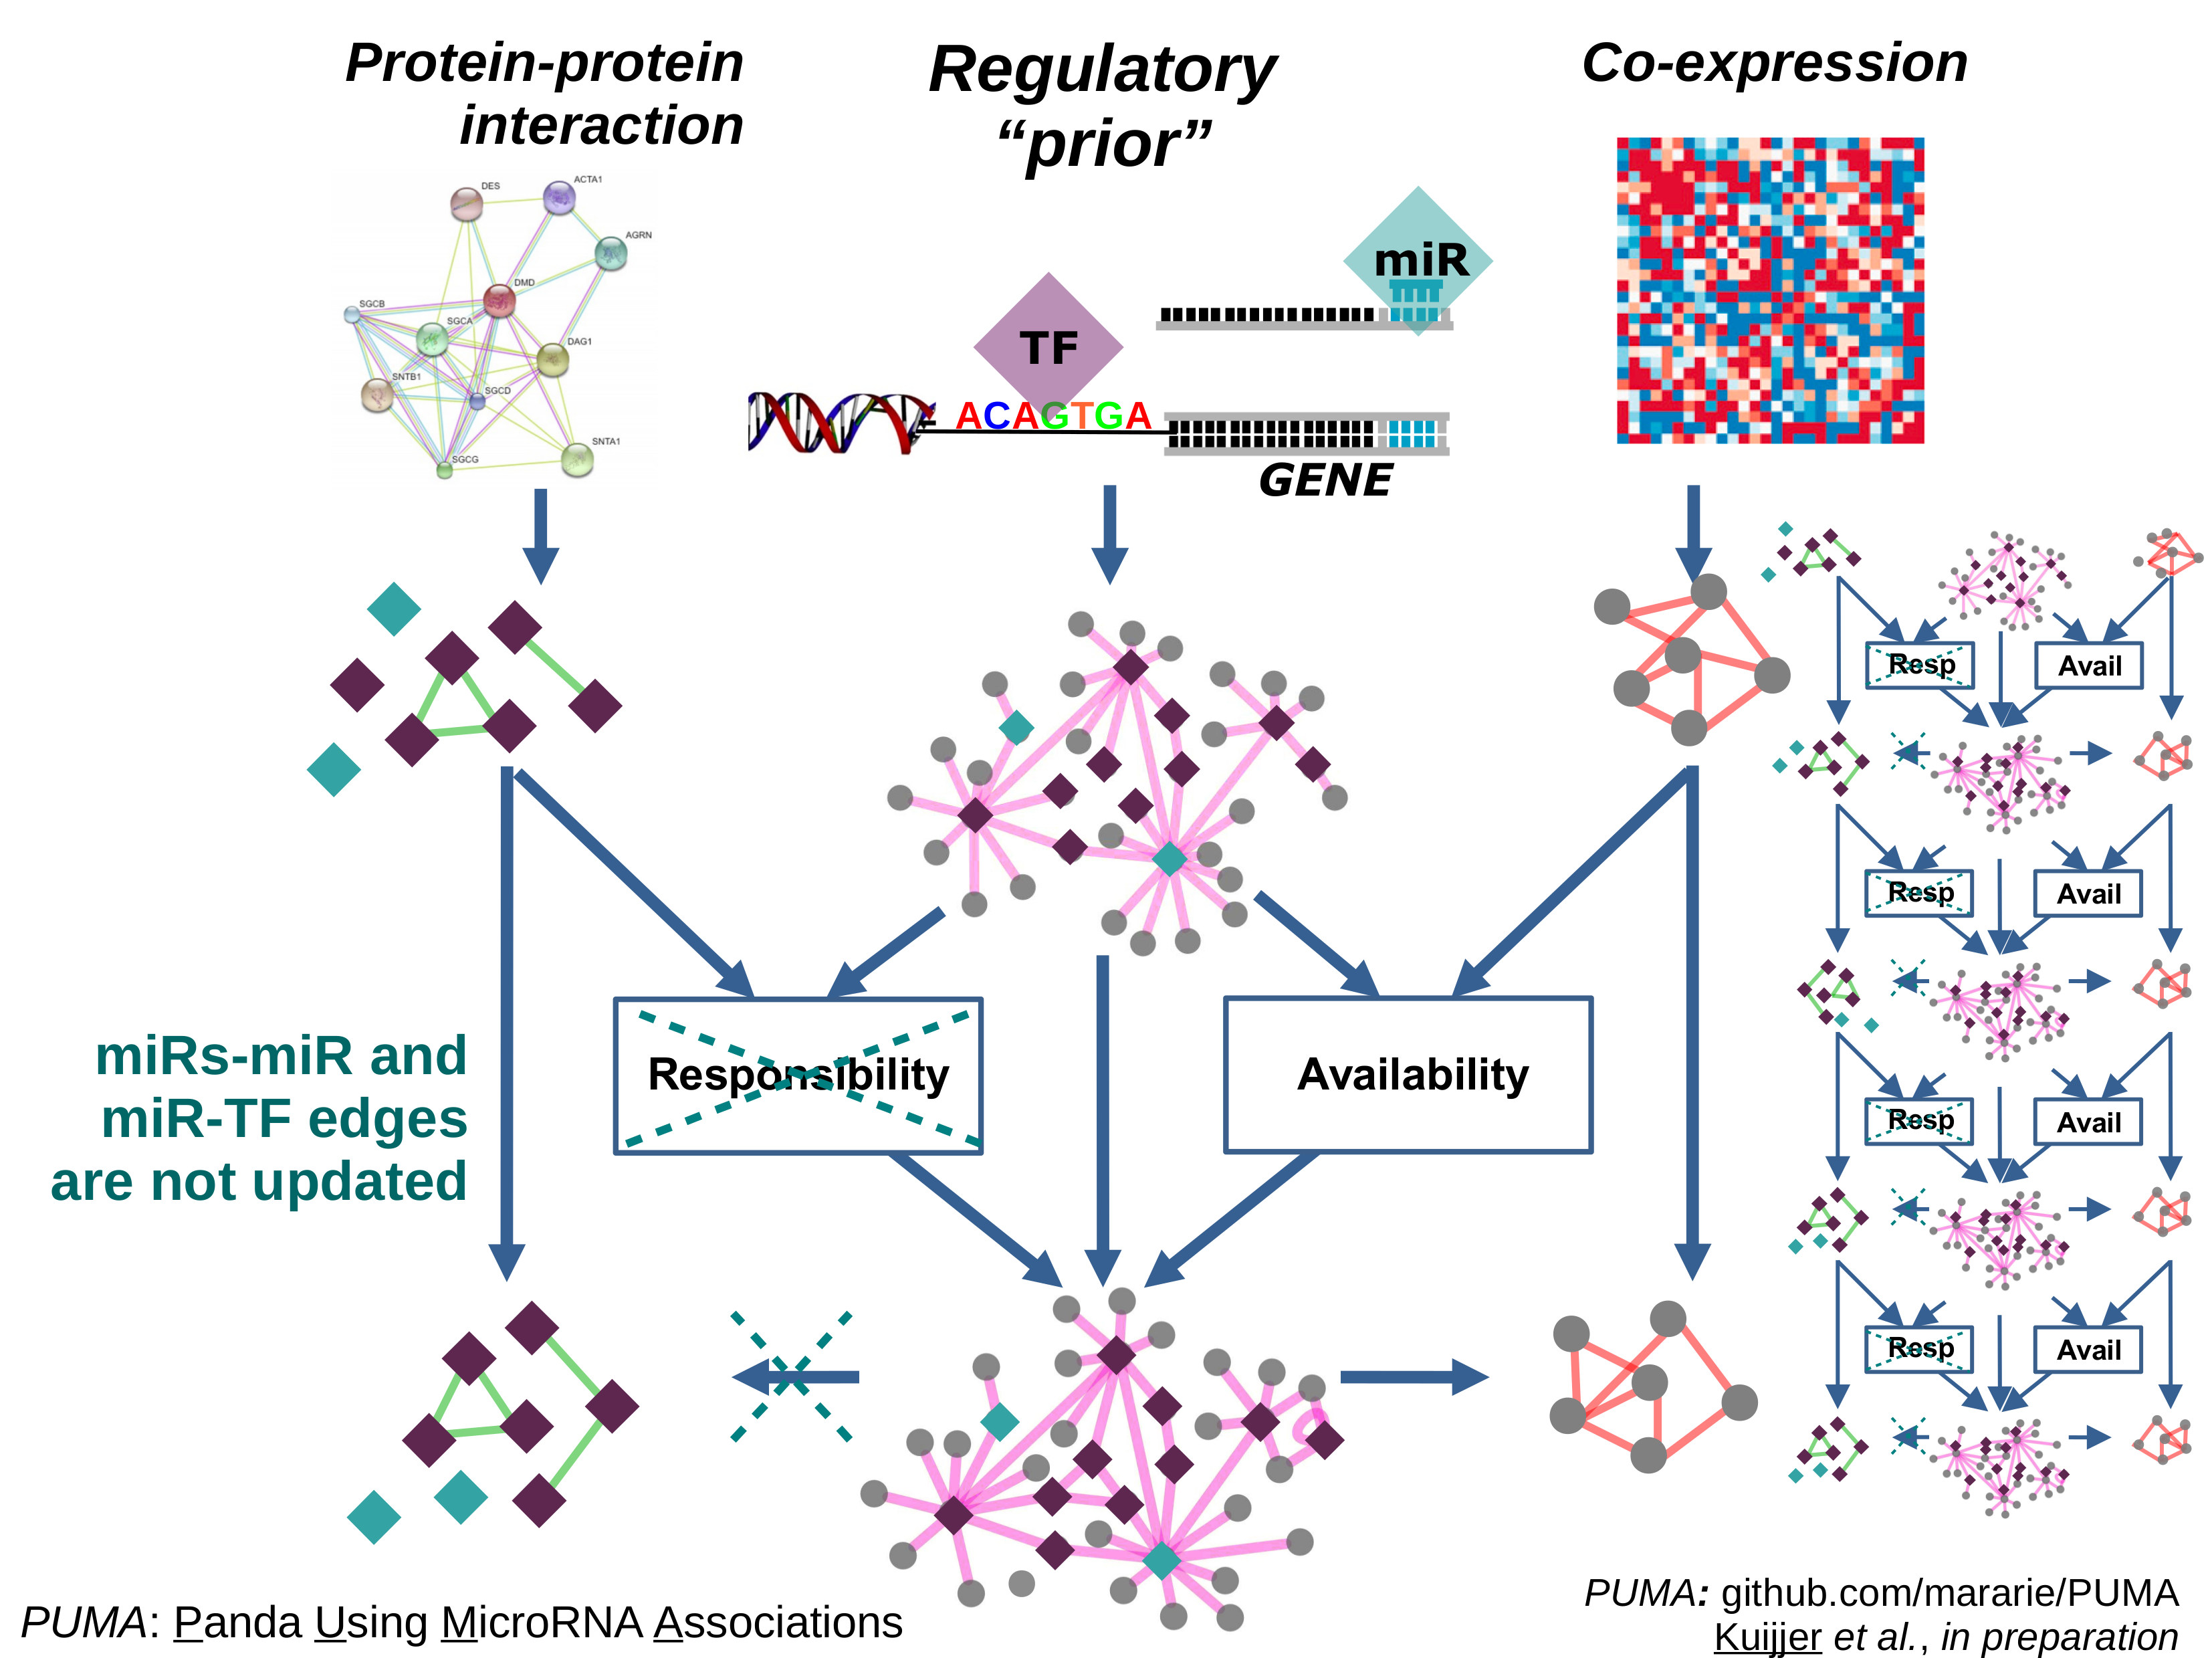 Protein-protein
interaction
Regulatory
“prior”
Co-expression
DES
ACTA1
AGRN
DMD
SGCB
SGCA
DAG1
SNTB1
SGCD
SNTA1
SGCG
miR
TF
ACAGTGA
GENE
Resp
Avail
Resp
Avail
Resp
Avail
Resp
Avail
Responsibility
Availability
miRs-miR and
miR-TF edges
are not updated
PUMA: Panda Using MicroRNA Associations
PUMA: github.com/mararie/PUMA
Kuijjer et al., in preparation